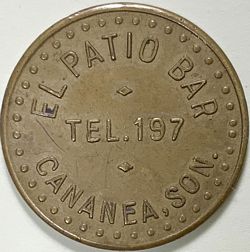 EL PATIO BAR
TEL.197
CANANEA, SON.